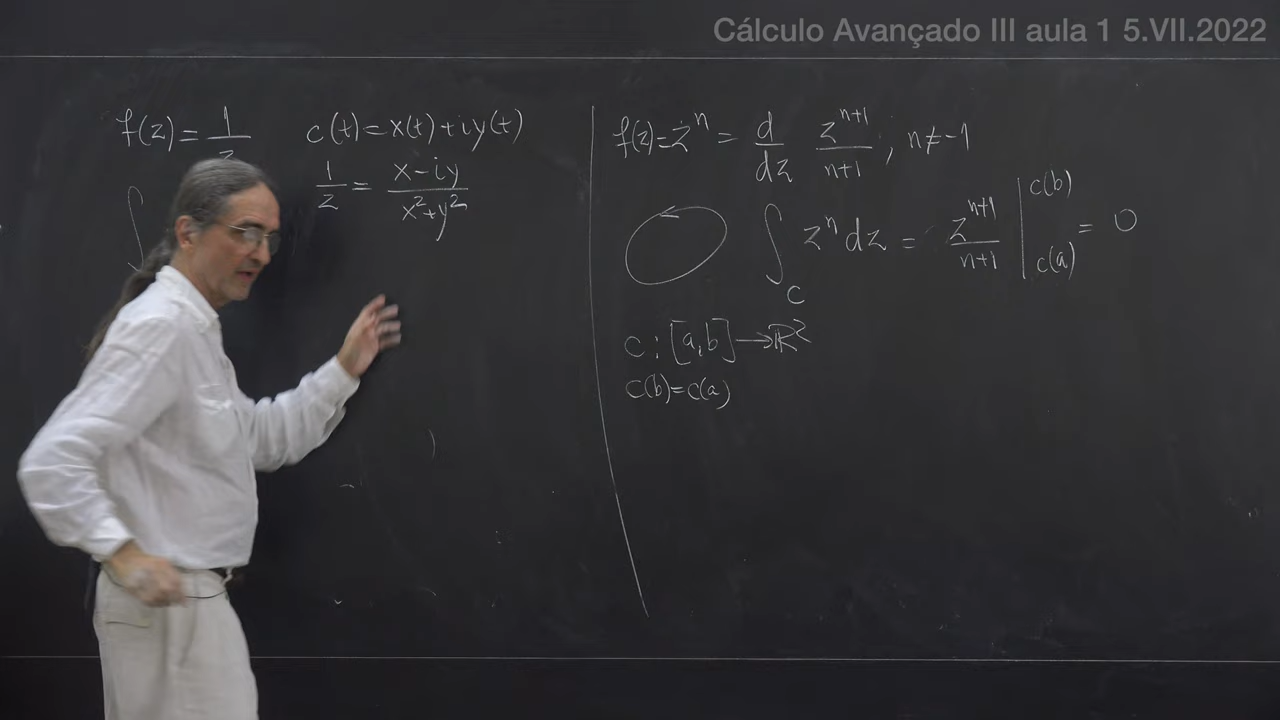 Cálculo Avançado III aula 1 5.VII.2022
f(z) = 1/z
c(t) = x(t) + iy(t)
1/z = (x - iy)/(x² + y²)
∫
f(z) = zⁿ = d/dz zⁿ⁺¹/(n+1) ; n ≠ -1
∫_C zⁿ dz = zⁿ⁺¹/(n+1) |_{c(a)}^{c(b)} = 0
c : [a,b] → ℝ²
c(b) = c(a)